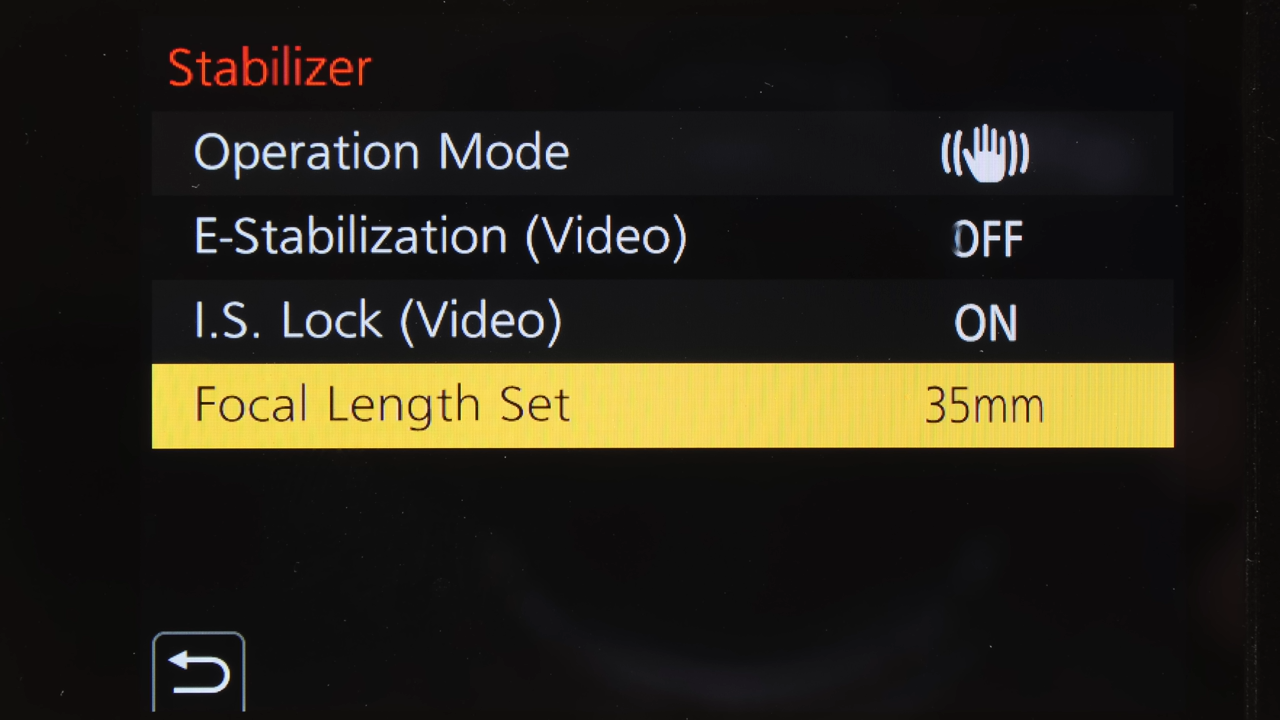 Stabilizer
Operation Mode
E-Stabilization (Video) OFF
I.S. Lock (Video) ON
Focal Length Set 35mm